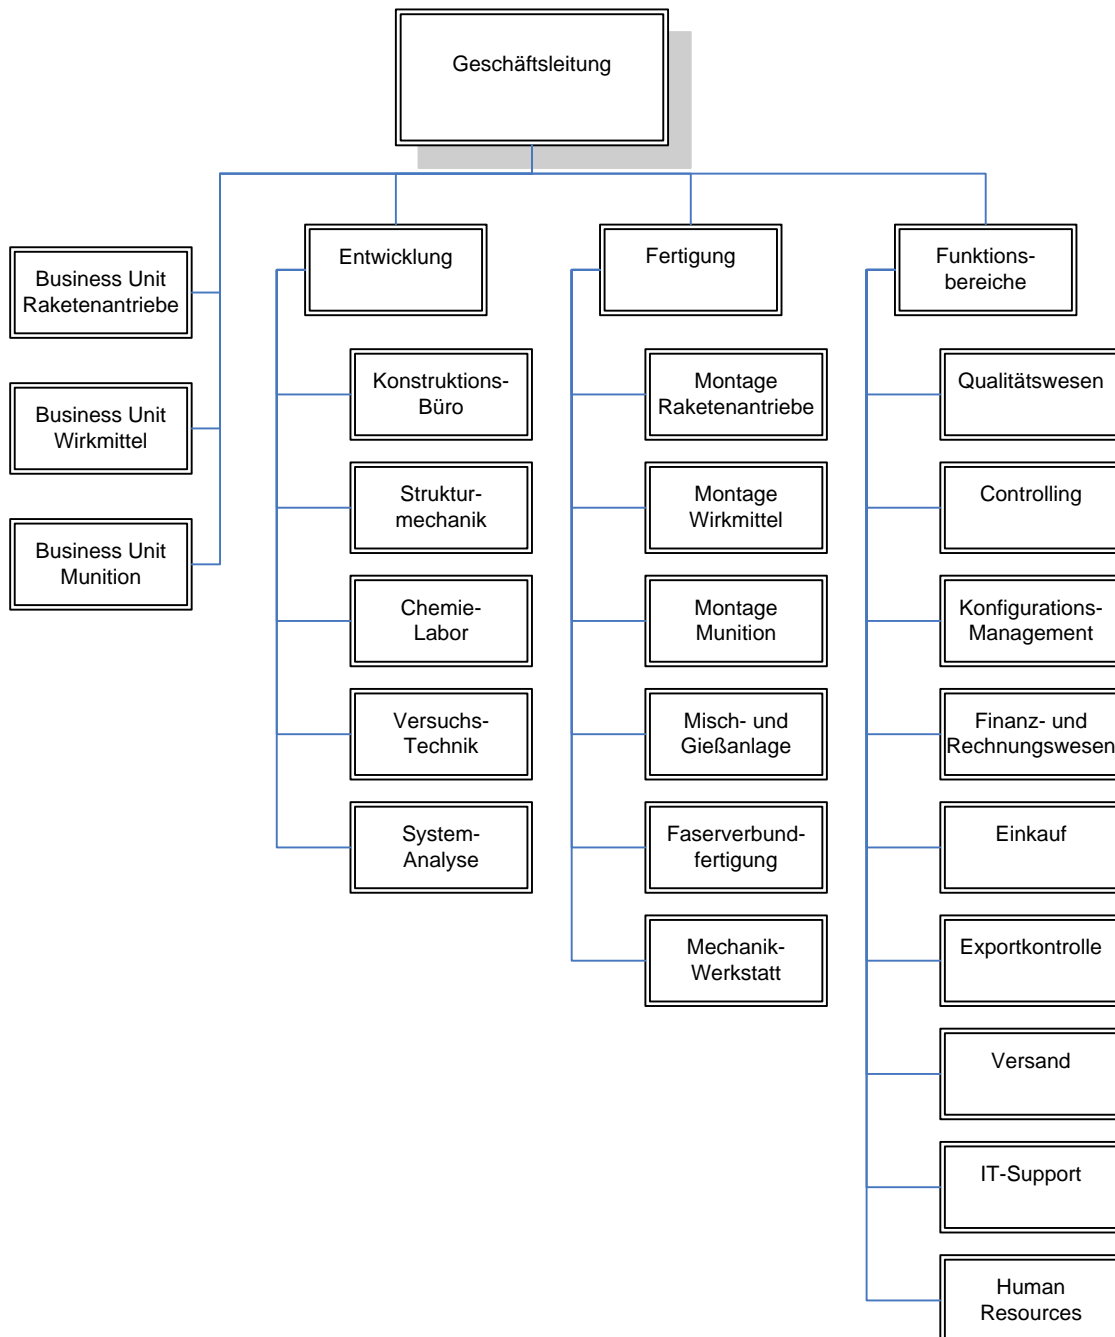 Geschäftsleitung
Business Unit
Raketenantriebe
Business Unit
Wirkmittel
Business Unit
Munition
Entwicklung
Konstruktions-
Büro
Struktur-
mechanik
Chemie-
Labor
Versuchs-
Technik
System-
Analyse
Fertigung
Montage
Raketenantriebe
Montage
Wirkmittel
Montage
Munition
Misch- und
Gießanlage
Faserverbund-
fertigung
Mechanik-
Werkstatt
Funktions-
bereiche
Qualitätswesen
Controlling
Konfigurations-
Management
Finanz- und
Rechnungswesen
Einkauf
Exportkontrolle
Versand
IT-Support
Human
Resources